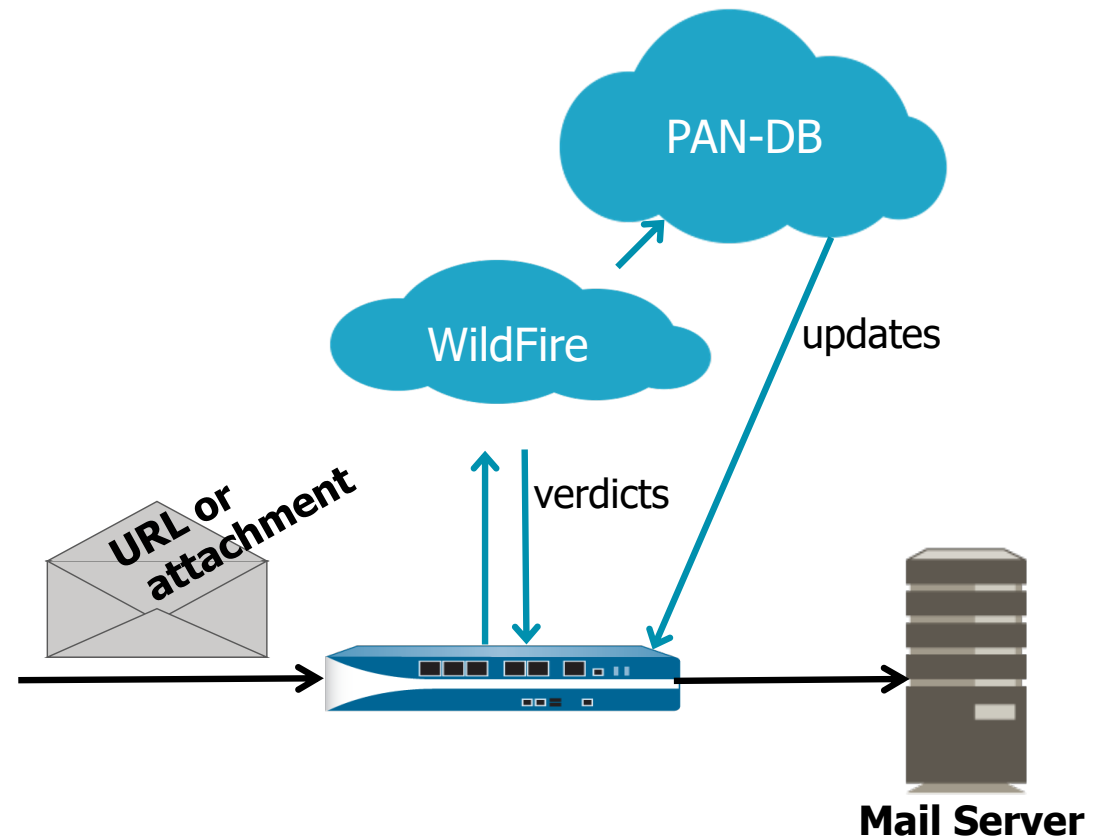 PAN-DB
updates
WildFire
verdicts
URL or
attachment
Mail Server